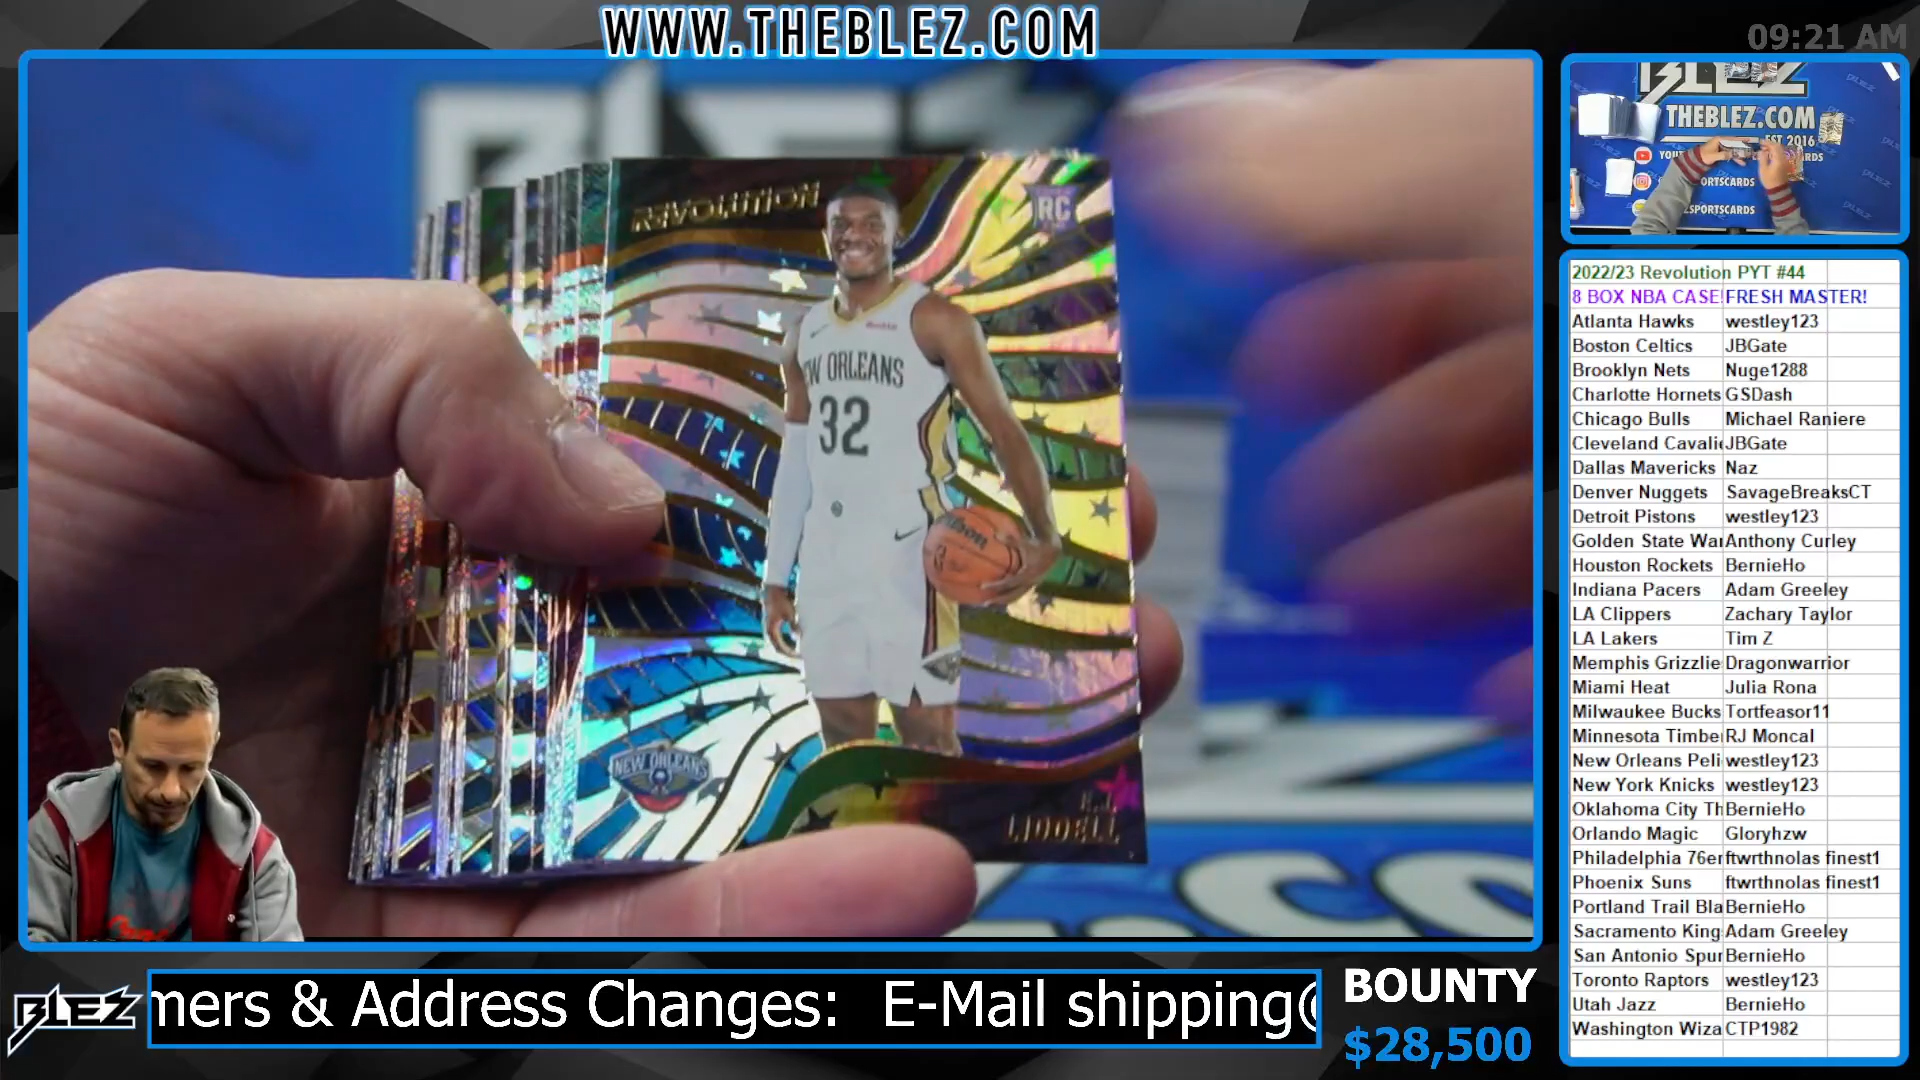 WWW.THEBLEZ.COM
09:21 AM
REVOLUTION
RC
NEW ORLEANS
32
Wilson
NEW ORLEANS
LIDDELL
BLEZ
THEBLEZ.COM
EST 2016
2022/23 Revolution PYT #44
8 BOX NBA CASE FRESH MASTER!
Atlanta Hawks westley123
Boston Celtics JBGate
Brooklyn Nets Nuge1288
Charlotte Hornets GSDash
Chicago Bulls Michael Raniere
Cleveland Cavalie JBGate
Dallas Mavericks Naz
Denver Nuggets SavageBreaksCT
Detroit Pistons westley123
Golden State War Anthony Curley
Houston Rockets BernieHo
Indiana Pacers Adam Greeley
LA Clippers Zachary Taylor
LA Lakers Tim Z
Memphis Grizzlie Dragonwarrior
Miami Heat Julia Rona
Milwaukee Bucks Tortfeasor11
Minnesota Timbe RJ Moncal
New Orleans Peli westley123
New York Knicks westley123
Oklahoma City Th BernieHo
Orlando Magic Gloryhzw
Philadelphia 76er ftwrthnolas finest1
Phoenix Suns ftwrthnolas finest1
Portland Trail Bla BernieHo
Sacramento King Adam Greeley
San Antonio Spur BernieHo
Toronto Raptors westley123
Utah Jazz BernieHo
Washington Wiza CTP1982
BLEZ
mers & Address Changes: E-Mail shipping@
BOUNTY
$28,500